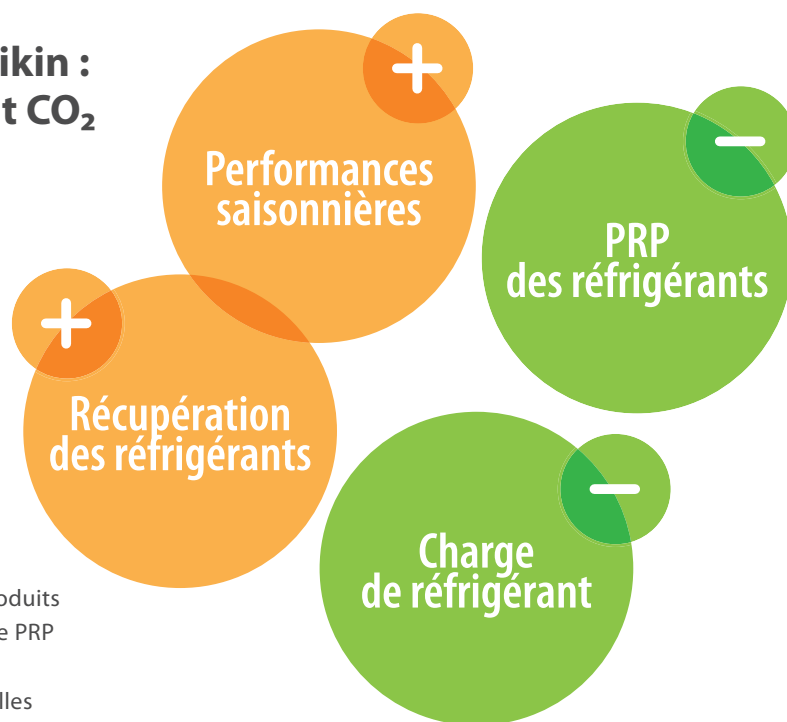 ikin :
t CO₂
+
Performances
saisonnières
−
PRP
des réfrigérants
+
Récupération
des réfrigérants
−
Charge
de réfrigérant
oduits
e PRP
lles